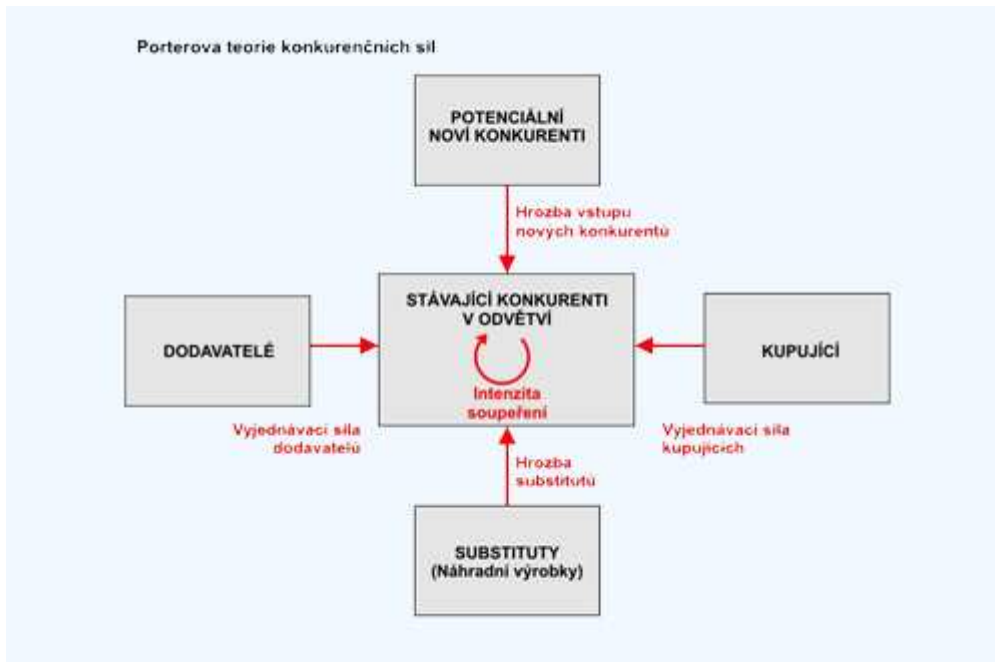 Porterova teorie konkurenčních sil
POTENCIÁLNÍ
NOVÍ KONKURENTI
Hrozba vstupu
nových konkurentů
STÁVAJÍCÍ KONKURENTI
V ODVĚTVÍ
Intenzita
soupeření
DODAVATELÉ
KUPUJÍCÍ
Vyjednávací síla
dodavatelů
Vyjednávací síla
kupujících
Hrozba
substitutů
SUBSTITUTY
(Náhradní výrobky)